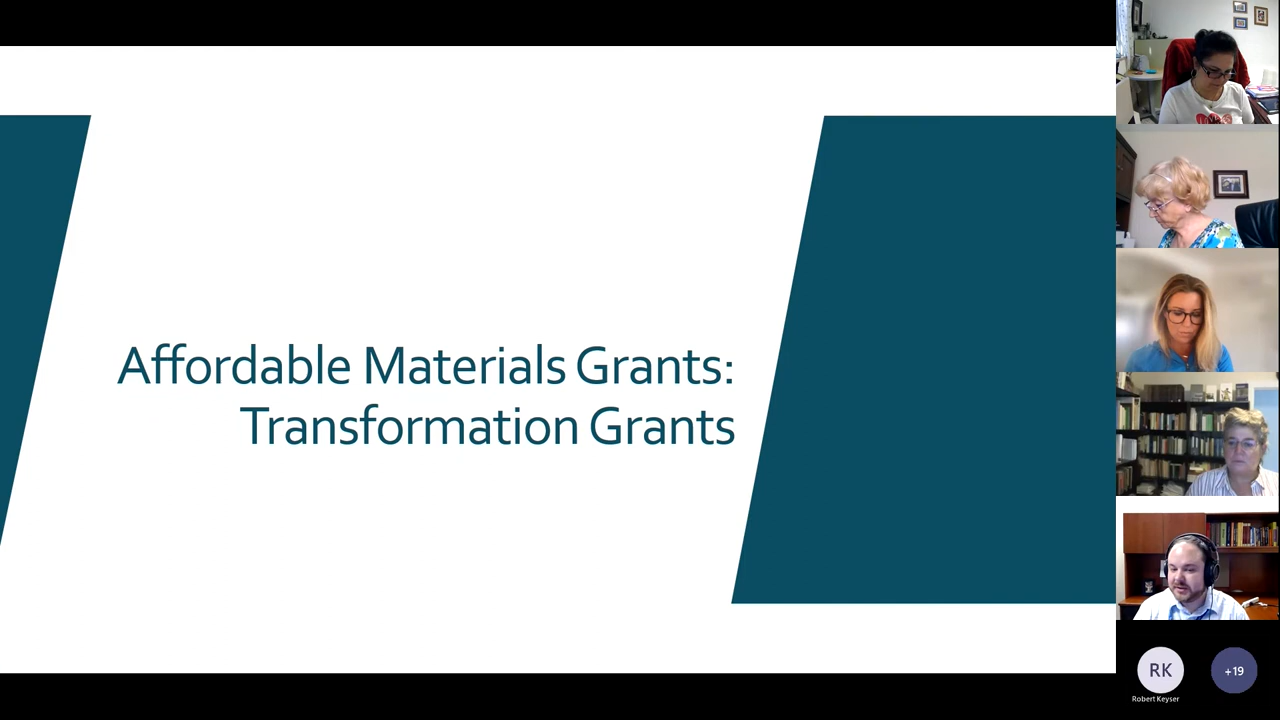 Affordable Materials Grants:
Transformation Grants
RK
+19
Robert Keyser